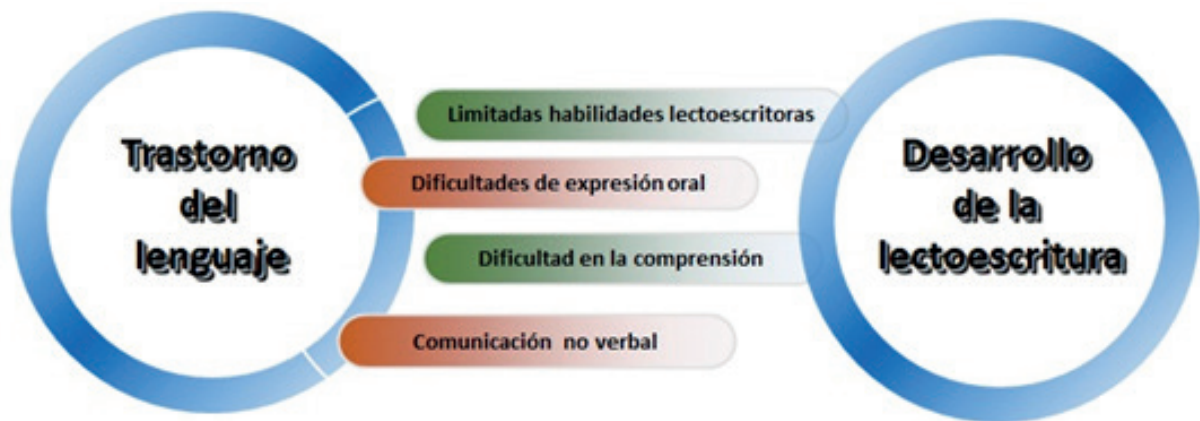 Trastorno
del
lenguaje
Limitadas habilidades lectoescritoras
Dificultades de expresión oral
Dificultad en la comprensión
Comunicación no verbal
Desarrollo
de la
lectoescritura